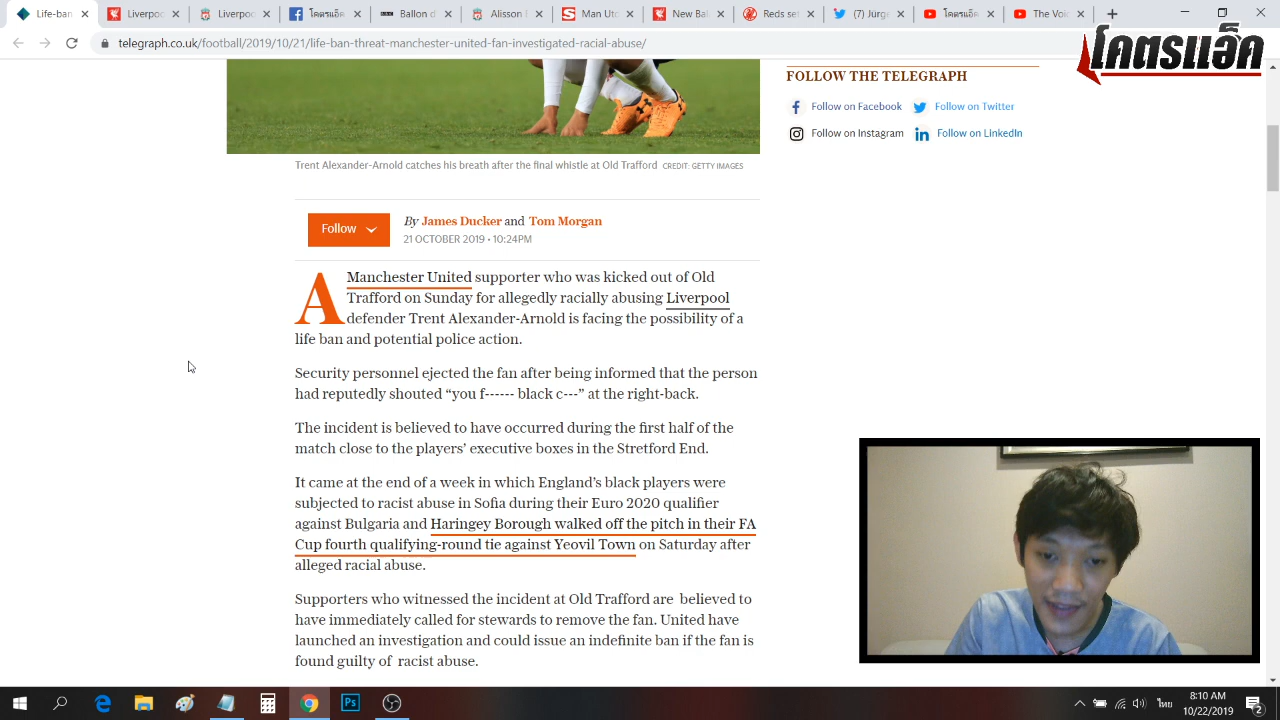 Life-ban
Liverpoo
Liverpoo
โคตรแอ็ค
Ballon d
Alisson
Man Utd
New Bal
Reds se
(7) Jürg
โคตรแอ็ค
The Voic
telegraph.co.uk/football/2019/10/21/life-ban-threat-manchester-united-fan-investigated-racial-abuse/
โคตรแอ็ค
FOLLOW THE TELEGRAPH
Follow on Facebook Follow on Twitter
Follow on Instagram Follow on LinkedIn
Trent Alexander-Arnold catches his breath after the final whistle at Old Trafford CREDIT: GETTY IMAGES
Follow
By James Ducker and Tom Morgan
21 OCTOBER 2019 • 10:24PM
A Manchester United supporter who was kicked out of Old
Trafford on Sunday for allegedly racially abusing Liverpool
defender Trent Alexander-Arnold is facing the possibility of a
life ban and potential police action.
Security personnel ejected the fan after being informed that the person
had reputedly shouted “you f------ black c---” at the right-back.
The incident is believed to have occurred during the first half of the
match close to the players’ executive boxes in the Stretford End.
It came at the end of a week in which England’s black players were
subjected to racist abuse in Sofia during their Euro 2020 qualifier
against Bulgaria and Haringey Borough walked off the pitch in their FA
Cup fourth qualifying-round tie against Yeovil Town on Saturday after
alleged racial abuse.
Supporters who witnessed the incident at Old Trafford are believed to
have immediately called for stewards to remove the fan. United have
launched an investigation and could issue an indefinite ban if the fan is
found guilty of racist abuse.
Ps
ไทย
8:10 AM
10/22/2019
2